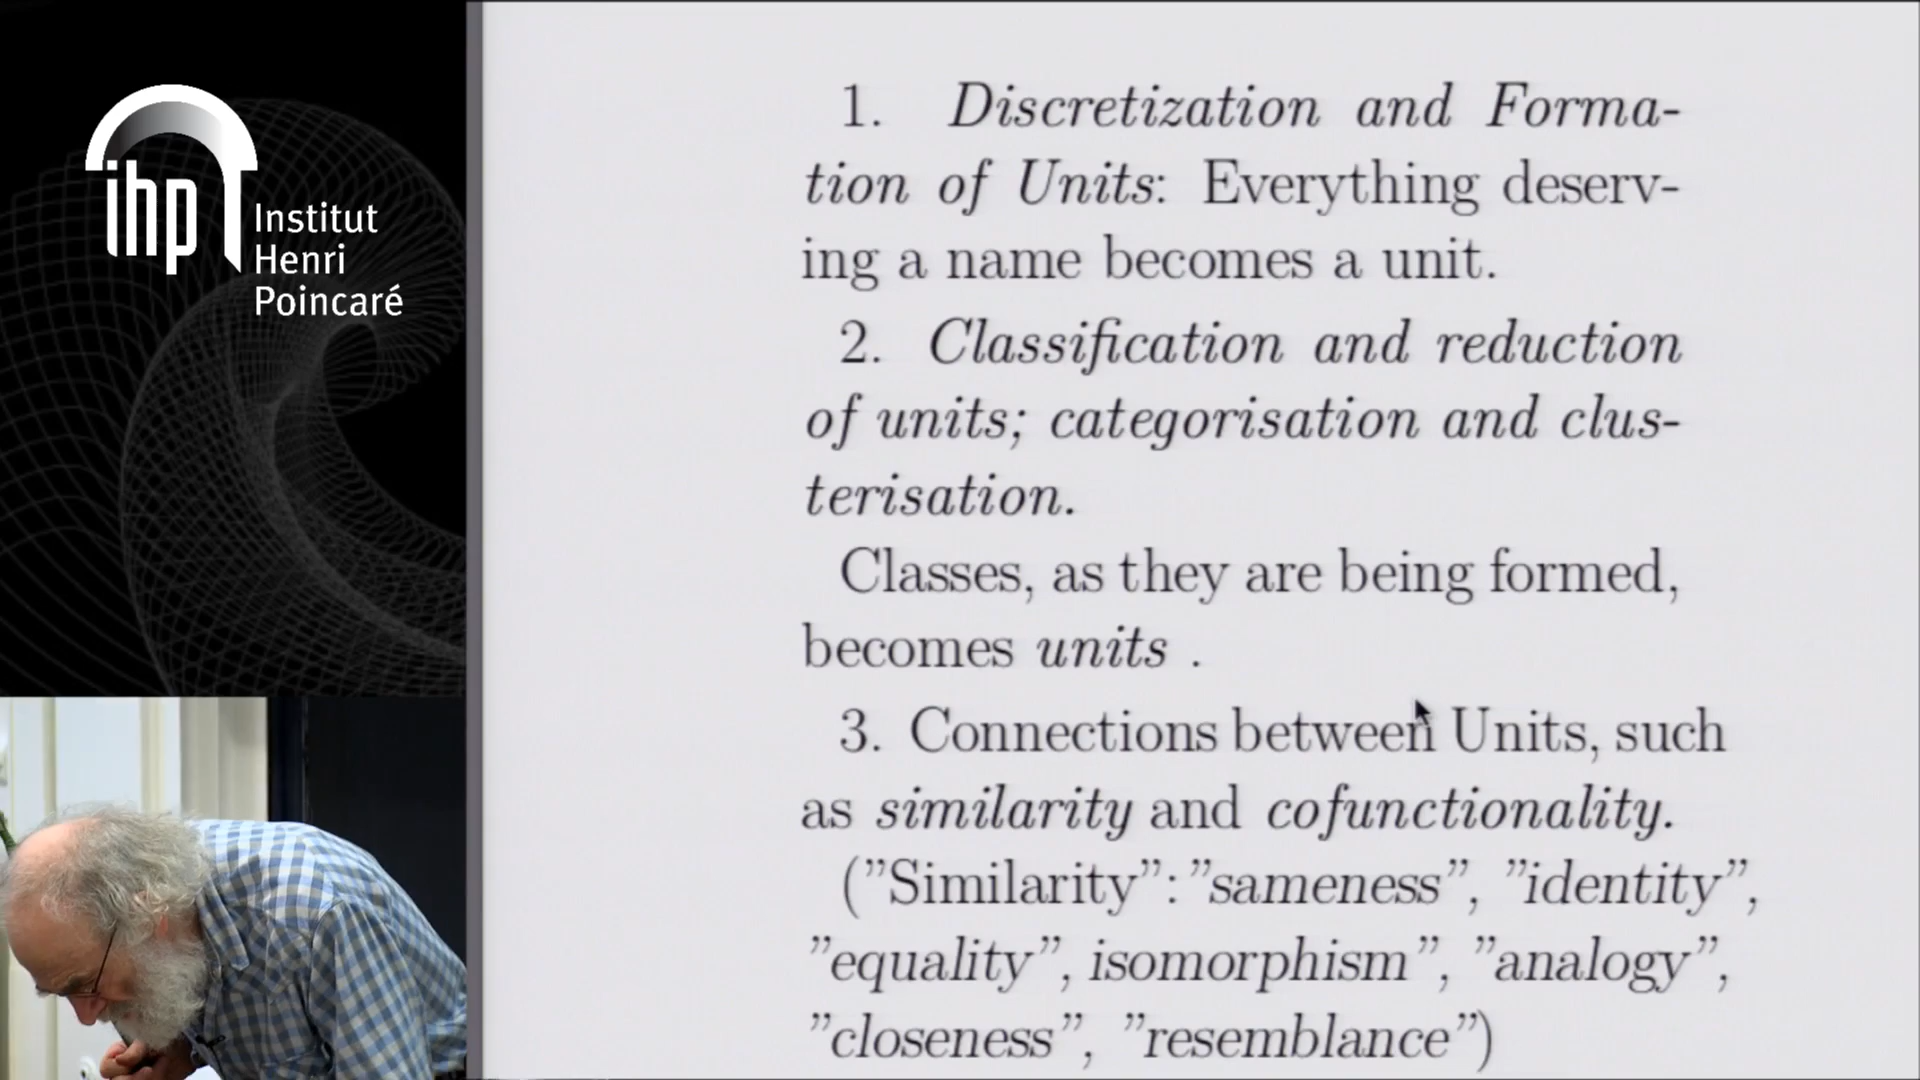 ihp
Institut
Henri
Poincaré
1. Discretization and Forma-
tion of Units: Everything deserv-
ing a name becomes a unit.
2. Classification and reduction
of units; categorisation and clus-
terisation.
Classes, as they are being formed,
becomes units .
3. Connections between Units, such
as similarity and cofunctionality.
("Similarity": "sameness", "identity",
"equality", isomorphism", "analogy",
"closeness", "resemblance")